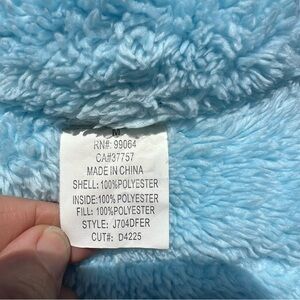 M
RN#: 99064
CA#37757
MADE IN CHINA
SHELL: 100%POLYESTER
INSIDE:100%POLYESTER
FILL: 100%POLYESTER
STYLE: J704DFER
CUT#: D4225